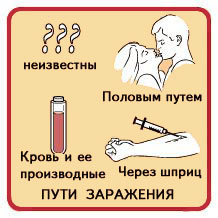 ???
неизвестны
Половым путем
Кровь и ее
производные
Через шприц
ПУТИ ЗАРАЖЕНИЯ